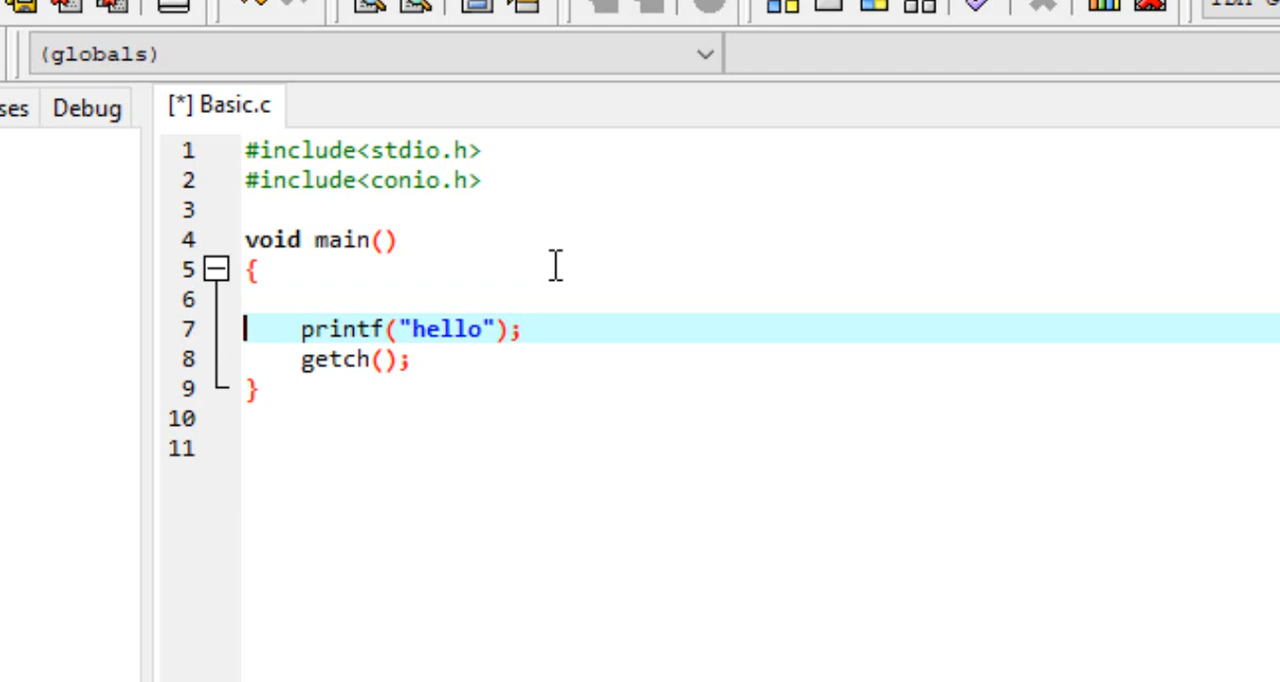 (globals)
ses Debug [*] Basic.c
1 #include<stdio.h>
2 #include<conio.h>
3
4 void main()
5 {
6
7 printf("hello");
8 getch();
9 }
10
11